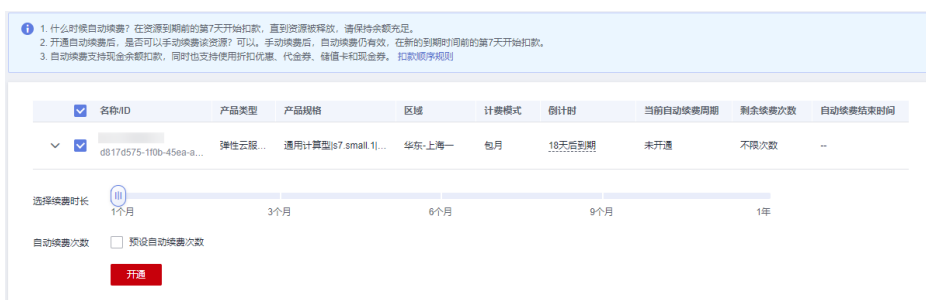 1. 什么时候自动续费？在资源到期前的第7天开始扣款，直到资源被释放，请保持余额充足。
2. 开通自动续费后，是否可以手动续费该资源？可以。手动续费后，自动续费仍有效，在新的到期时间前的第7天开始扣款。
3. 自动续费支持现金余额扣款，同时也支持使用折扣优惠、代金券、储值卡和现金券。 扣款顺序规则
名称/ID 产品类型 产品规格 区域 计费模式 倒计时 当前自动续费周期 剩余续费次数 自动续费结束时间
d817d575-1f0b-45ea-a... 弹性云服... 通用计算型|s7.small.1|... 华东-上海一 包月 18天后到期 未开通 不限次数 --
选择续费时长
1个月 3个月 6个月 9个月 1年
自动续费次数 预设自动续费次数
开通